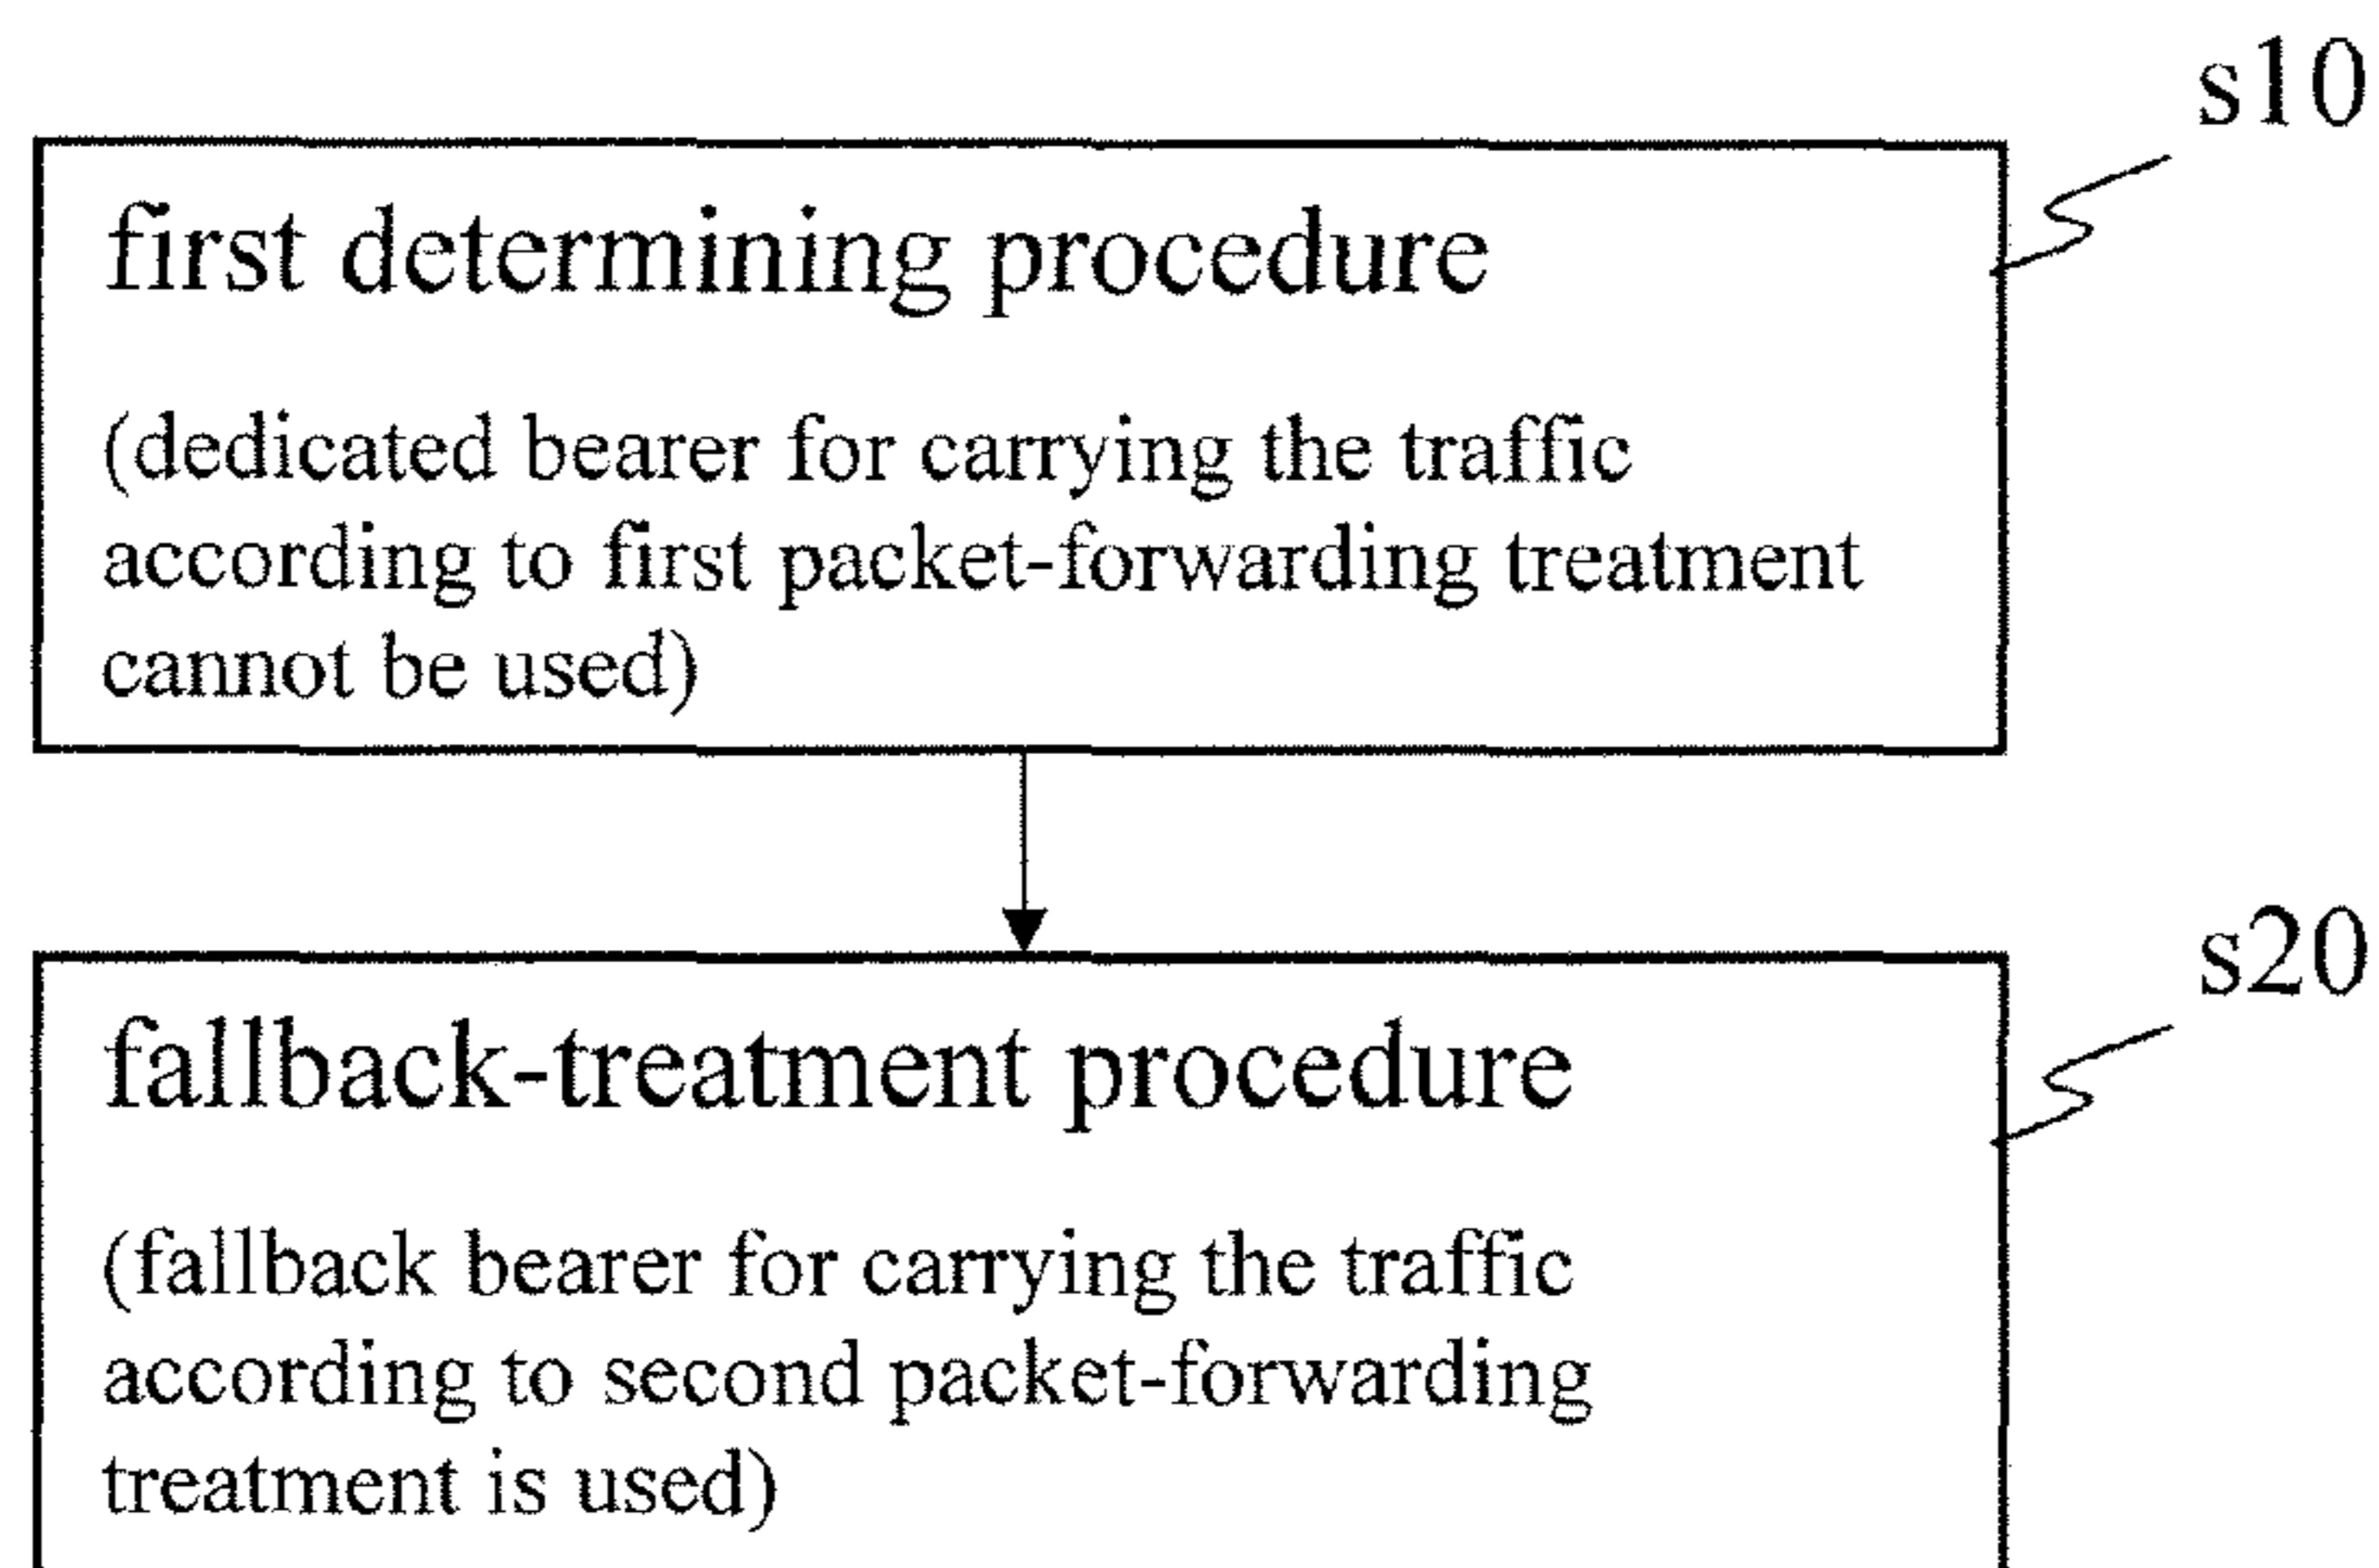 s10
first determining procedure
(dedicated bearer for carrying the traffic
according to first packet-forwarding treatment
cannot be used)
s20
fallback-treatment procedure
(fallback bearer for carrying the traffic
according to second packet-forwarding
treatment is used)